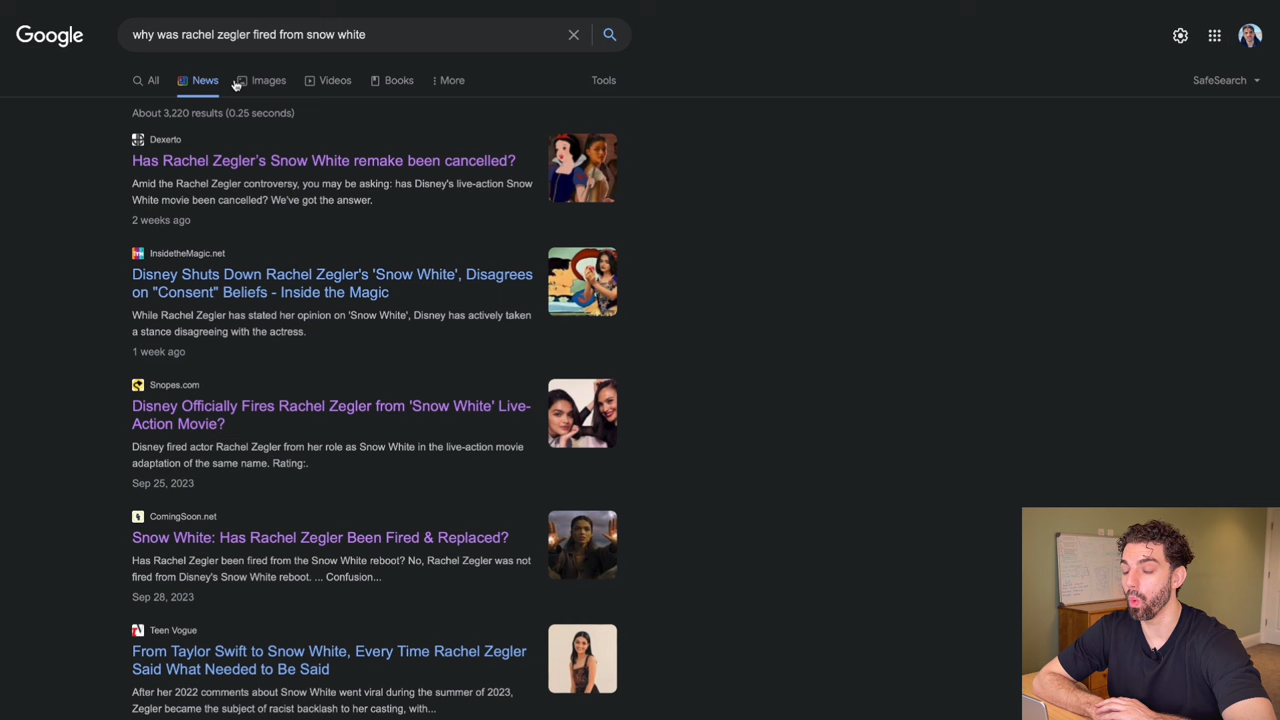 Google
why was rachel zegler fired from snow white
All News Images Videos Books More Tools SafeSearch
About 3,220 results (0.25 seconds)
Dexerto
Has Rachel Zegler's Snow White remake been cancelled?
Amid the Rachel Zegler controversy, you may be asking: has Disney's live-action Snow
White movie been cancelled? We've got the answer.
2 weeks ago
InsidetheMagic.net
Disney Shuts Down Rachel Zegler's 'Snow White', Disagrees
on "Consent" Beliefs - Inside the Magic
While Rachel Zegler has stated her opinion on 'Snow White', Disney has actively taken
a stance disagreeing with the actress.
1 week ago
Snopes.com
Disney Officially Fires Rachel Zegler from 'Snow White' Live-
Action Movie?
Disney fired actor Rachel Zegler from her role as Snow White in the live-action movie
adaptation of the same name. Rating:.
Sep 25, 2023
ComingSoon.net
Snow White: Has Rachel Zegler Been Fired & Replaced?
Has Rachel Zegler been fired from the Snow White reboot? No, Rachel Zegler was not
fired from Disney's Snow White reboot. ... Confusion...
Sep 28, 2023
Teen Vogue
From Taylor Swift to Snow White, Every Time Rachel Zegler
Said What Needed to Be Said
After her 2022 comments about Snow White went viral during the summer of 2023,
Zegler became the subject of racist backlash to her casting, with...